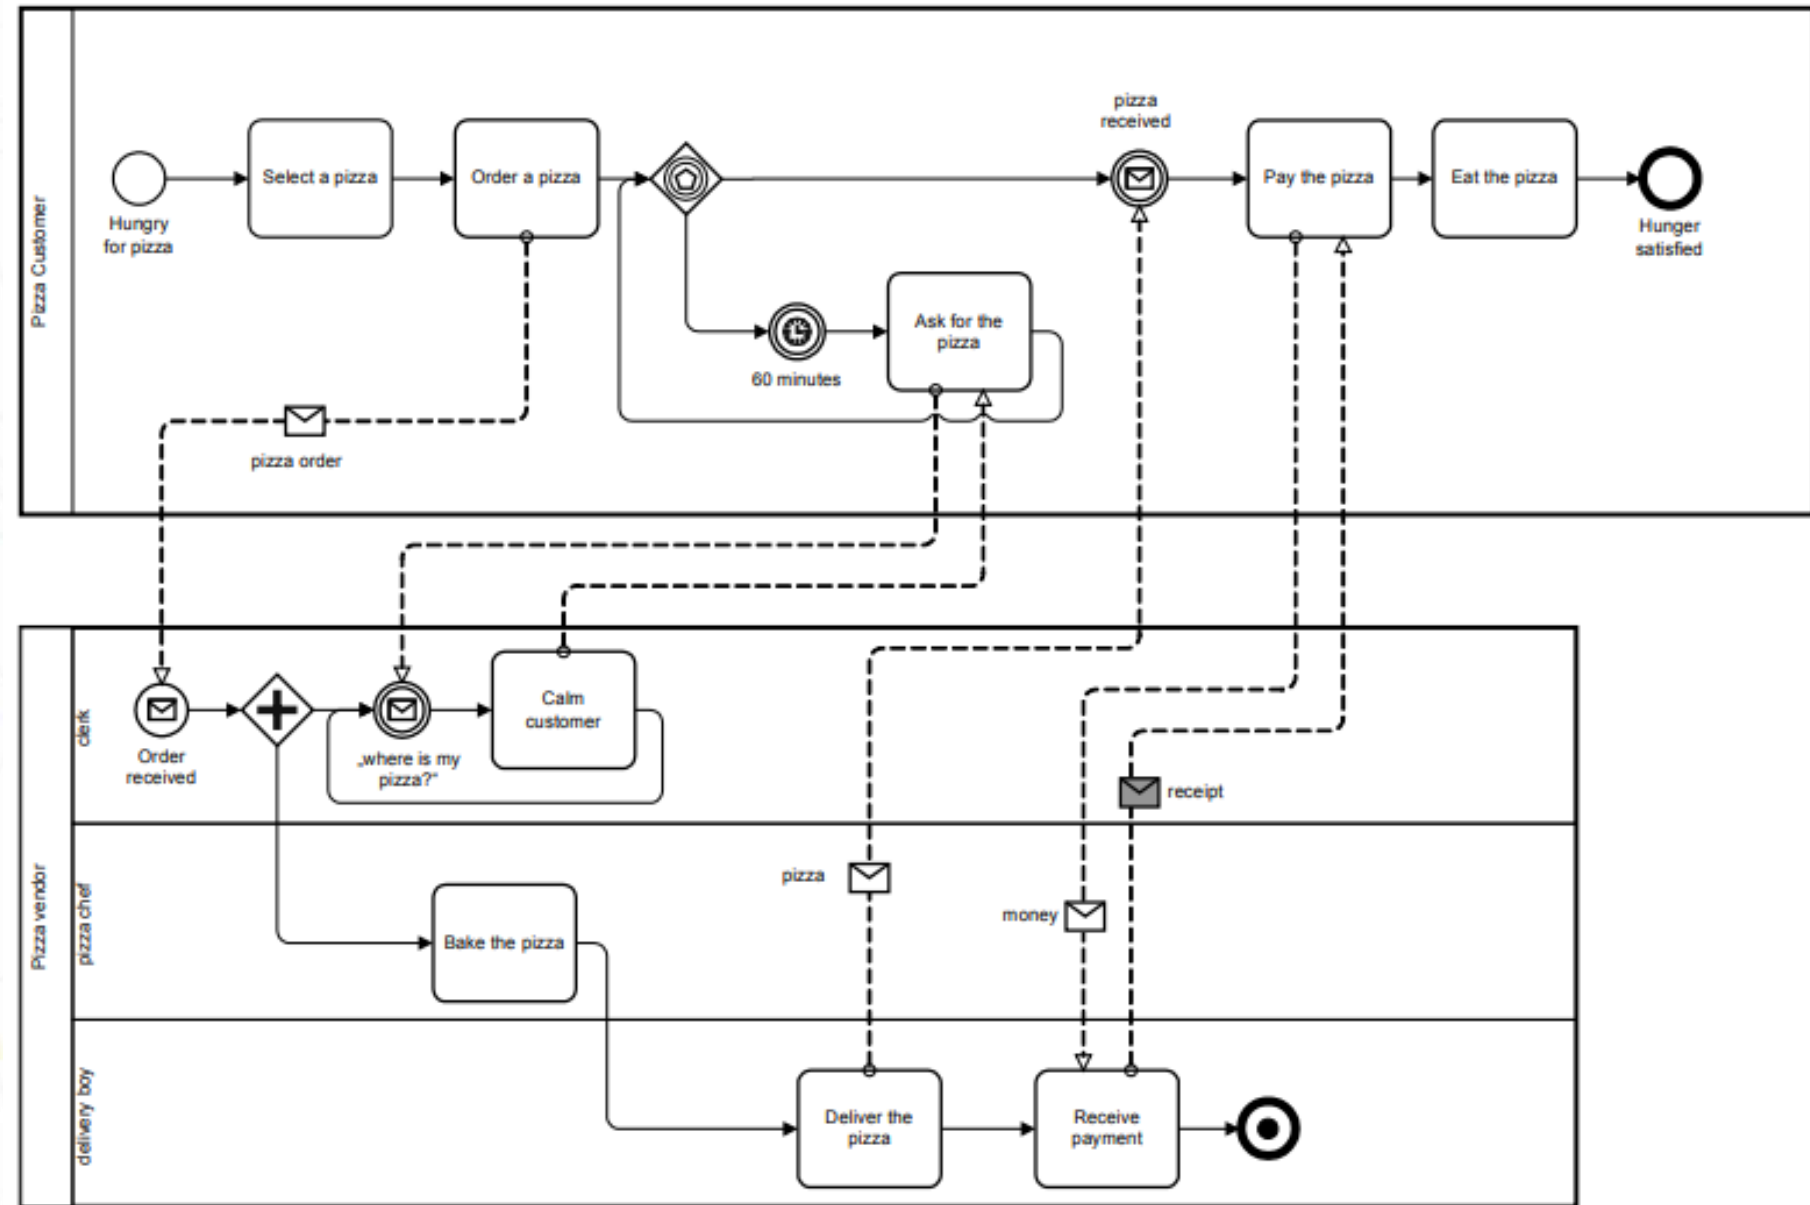 Pizza Customer
pizza
received
Select a pizza
Order a pizza
Pay the pizza
Eat the pizza
Hungry
for pizza
Hunger
satisfied
Ask for the
pizza
60 minutes
pizza order
Pizza vendor
clerk
Calm
customer
Order
received
„where is my
pizza?“
receipt
pizza chef
pizza
money
Bake the pizza
delivery boy
Deliver the
pizza
Receive
payment